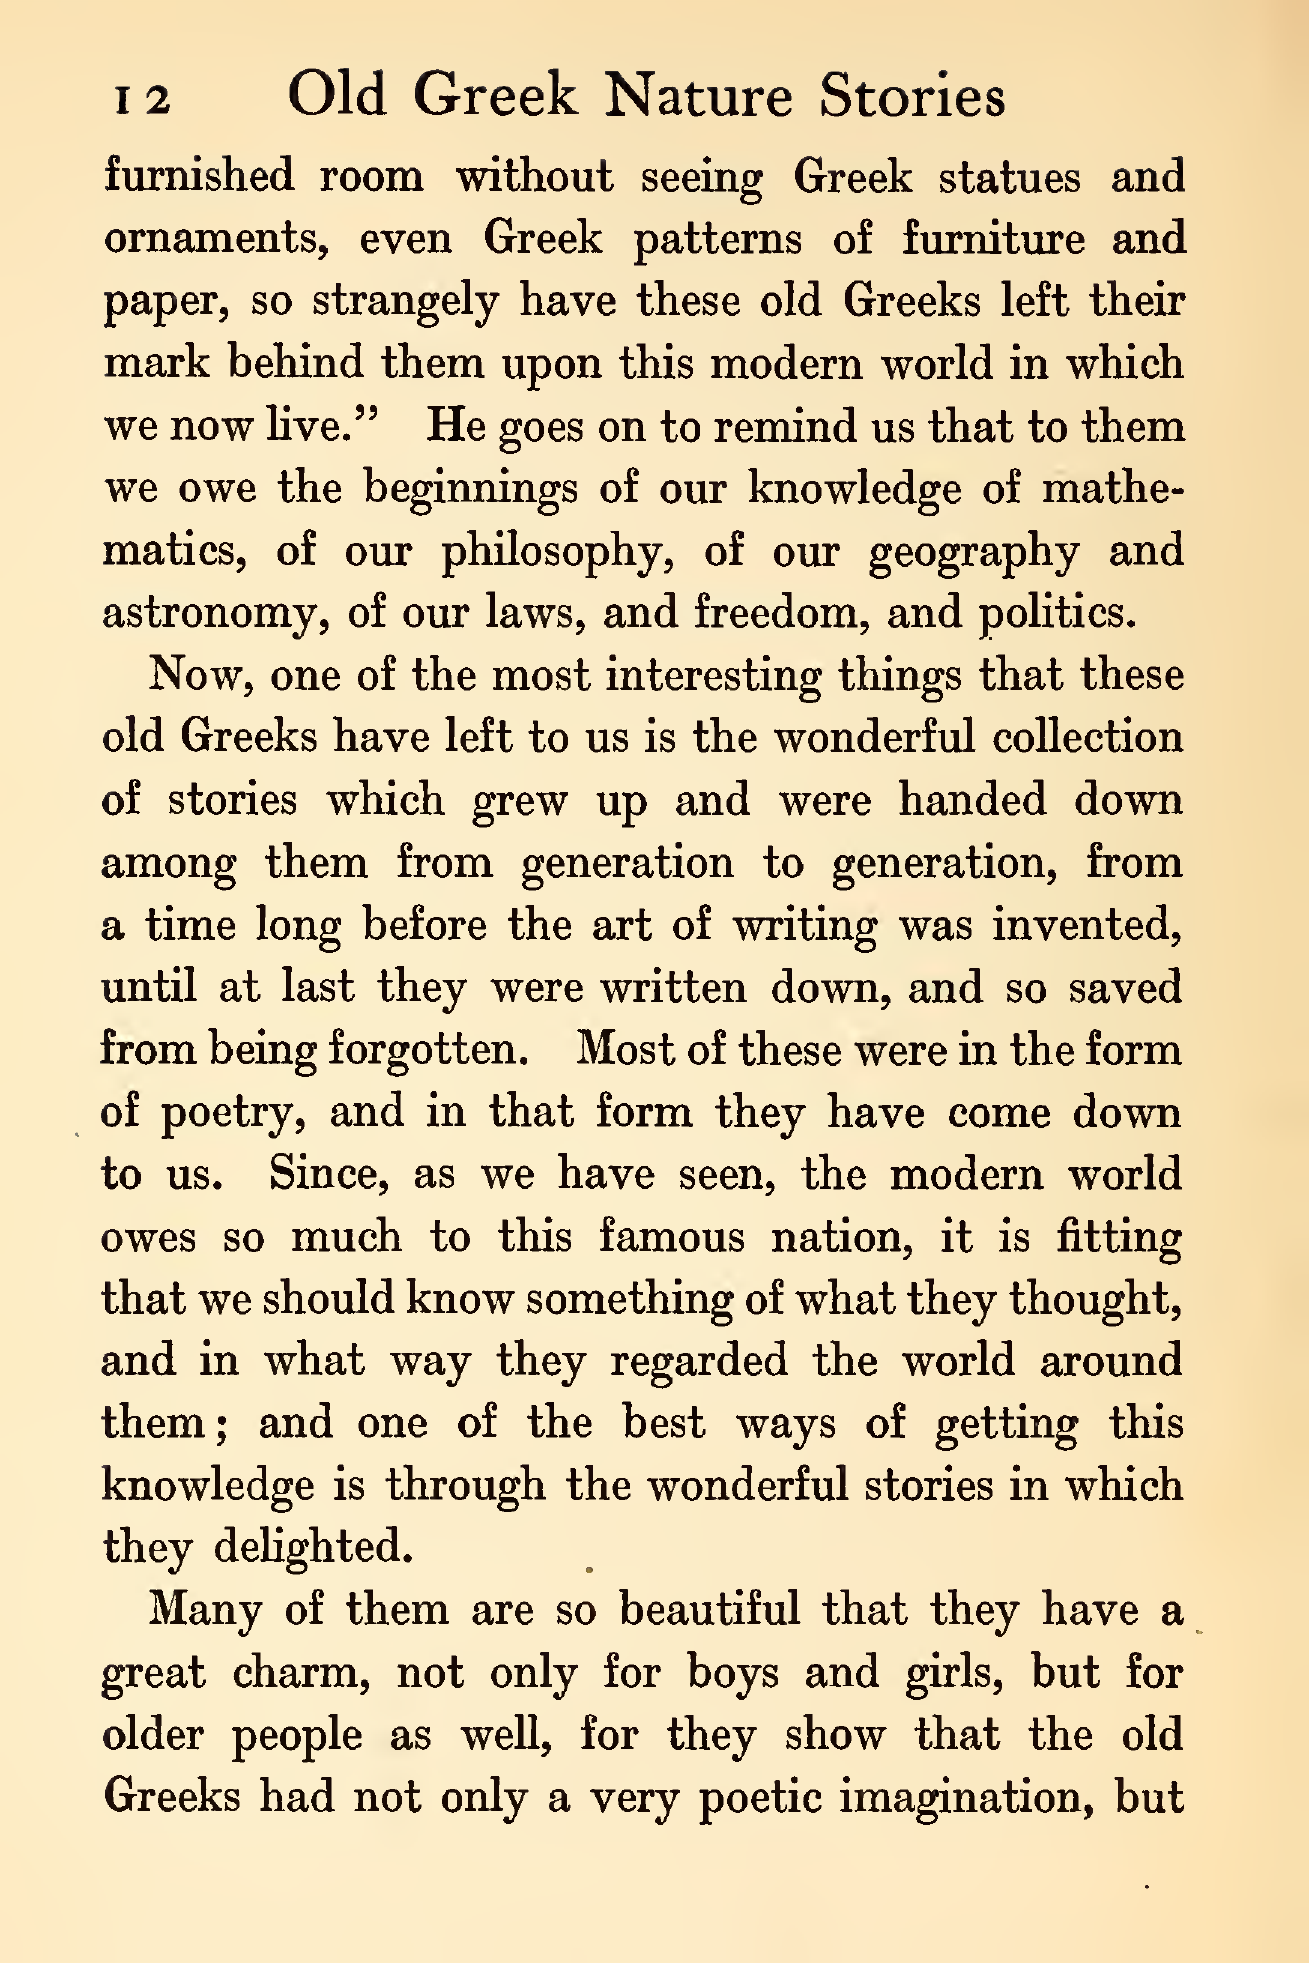 12 Old Greek Nature Stories
furnished room without seeing Greek statues and
ornaments, even Greek patterns of furniture and
paper, so strangely have these old Greeks left their
mark behind them upon this modern world in which
we now live.” He goes on to remind us that to them
we owe the beginnings of our knowledge of mathe-
matics, of our philosophy, of our geography and
astronomy, of our laws, and freedom, and politics.
Now, one of the most interesting things that these
old Greeks have left to us is the wonderful collection
of stories which grew up and were handed down
among them from generation to generation, from
a time long before the art of writing was invented,
until at last they were written down, and so saved
from being forgotten. Most of these were in the form
of poetry, and in that form they have come down
to us. Since, as we have seen, the modern world
owes so much to this famous nation, it is fitting
that we should know something of what they thought,
and in what way they regarded the world around
them; and one of the best ways of getting this
knowledge is through the wonderful stories in which
they delighted.
Many of them are so beautiful that they have a
great charm, not only for boys and girls, but for
older people as well, for they show that the old
Greeks had not only a very poetic imagination, but